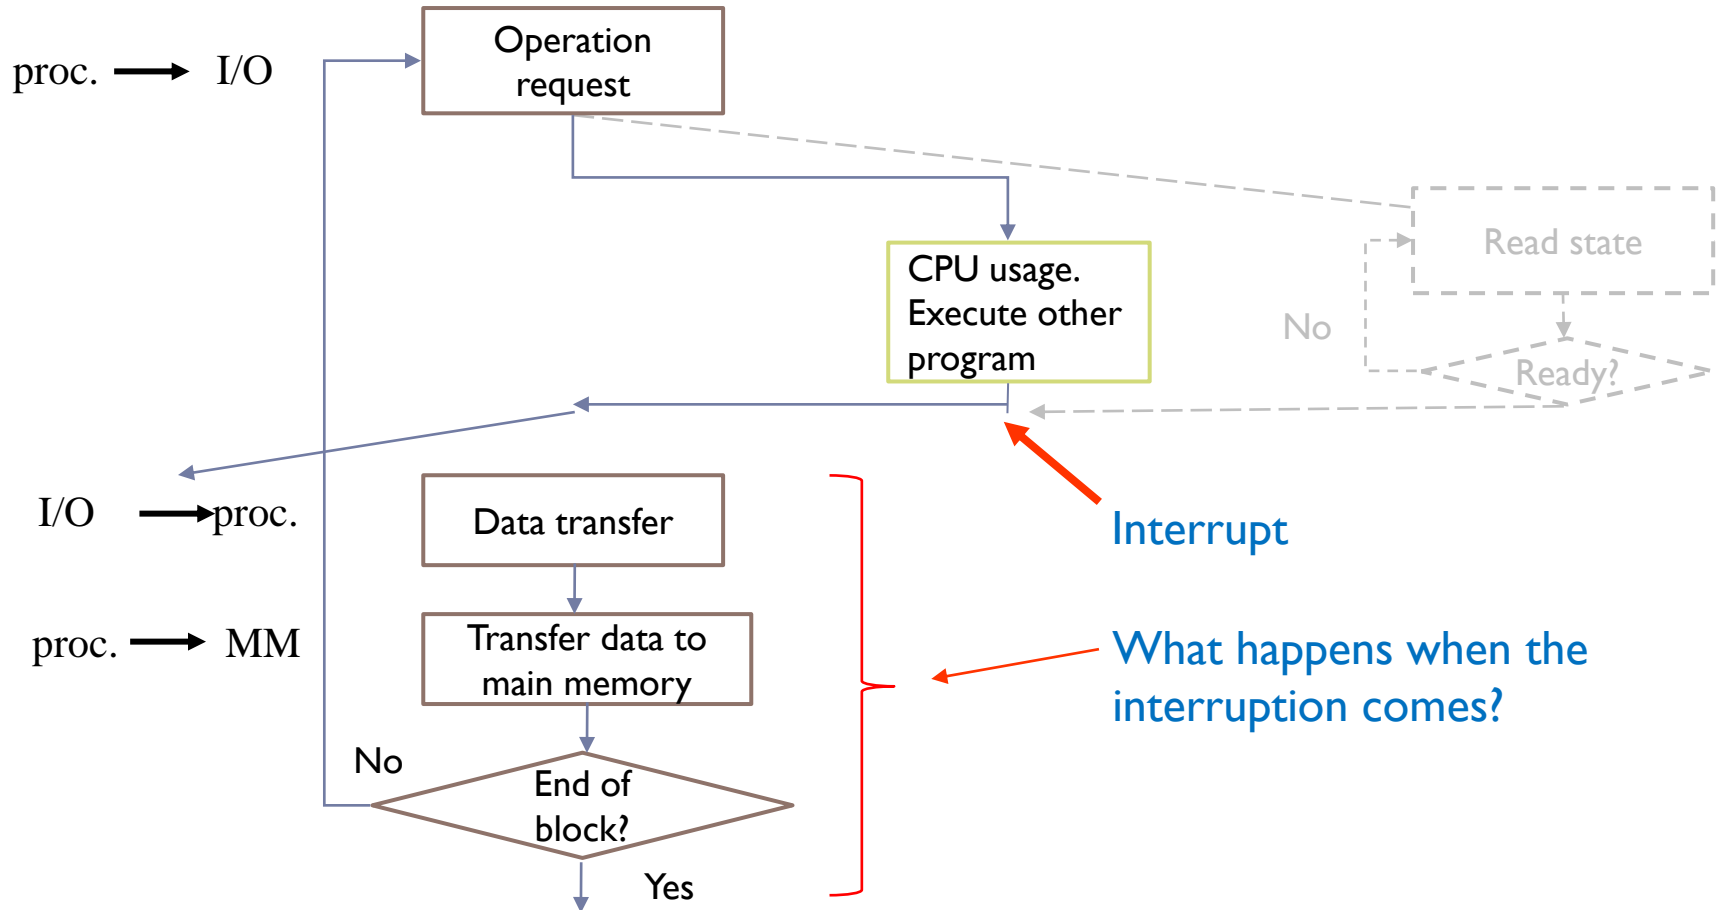 Operation
request
proc. → I/O
CPU usage.
Execute other
program
Read state
No
Ready?
I/O → proc.
Data transfer
Interrupt
proc. → MM
Transfer data to
main memory
What happens when the
interruption comes?
No
End of
block?
Yes